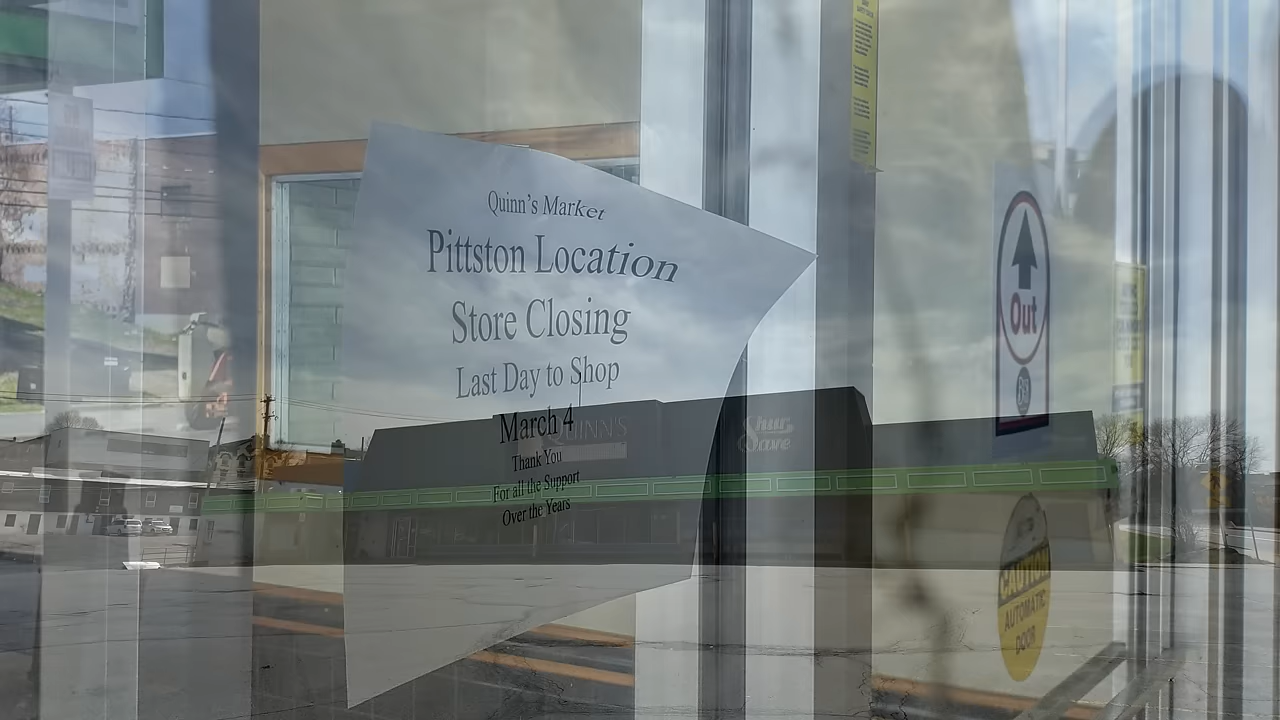 Quinn's Market
Pittston Location
Store Closing
Last Day to Shop
March 4
Thank You
For all the Support
Over the Years
QUINN'S
Shur
Save
Out
CAUTION
AUTOMATIC
DOOR